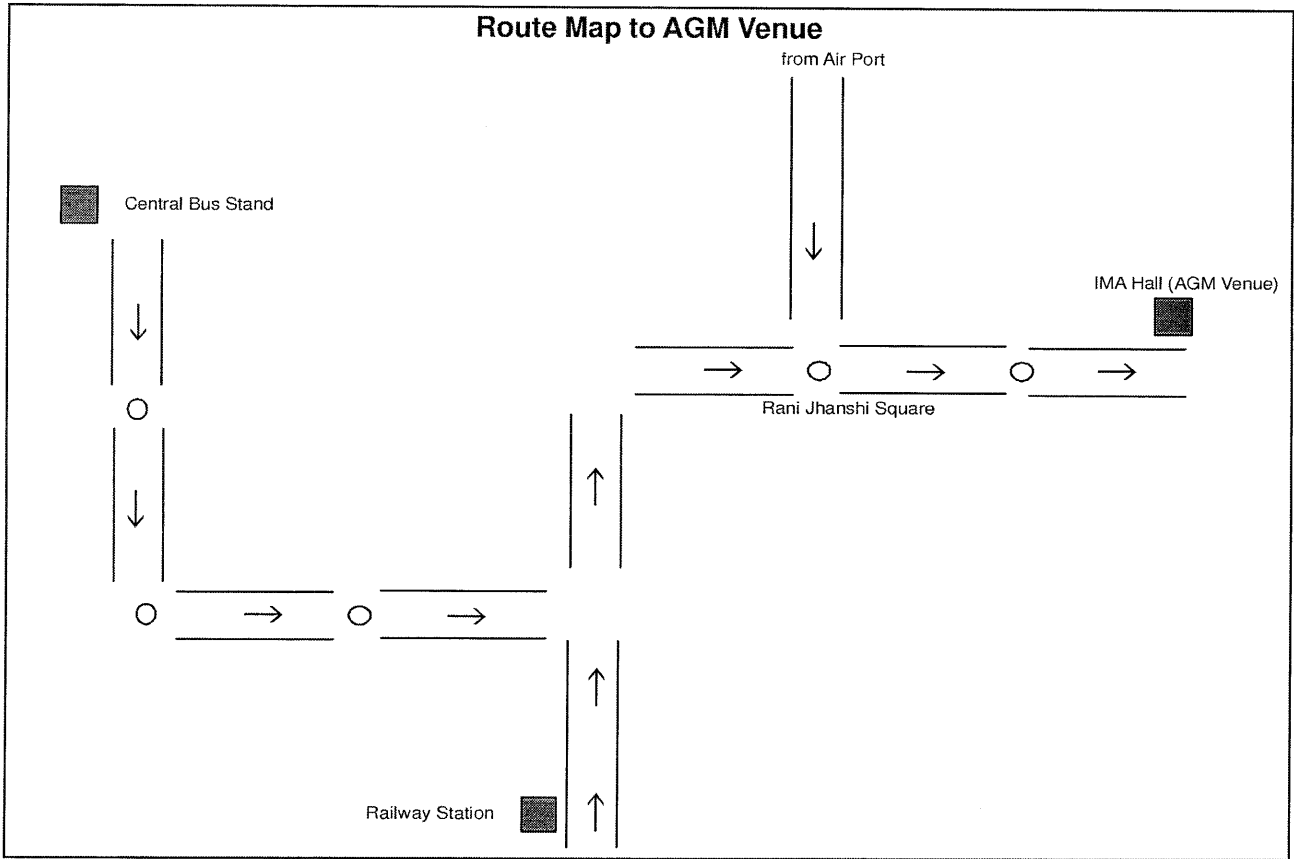 Route Map to AGM Venue
from Air Port
Central Bus Stand
IMA Hall (AGM Venue)
Rani Jhanshi Square
Railway Station